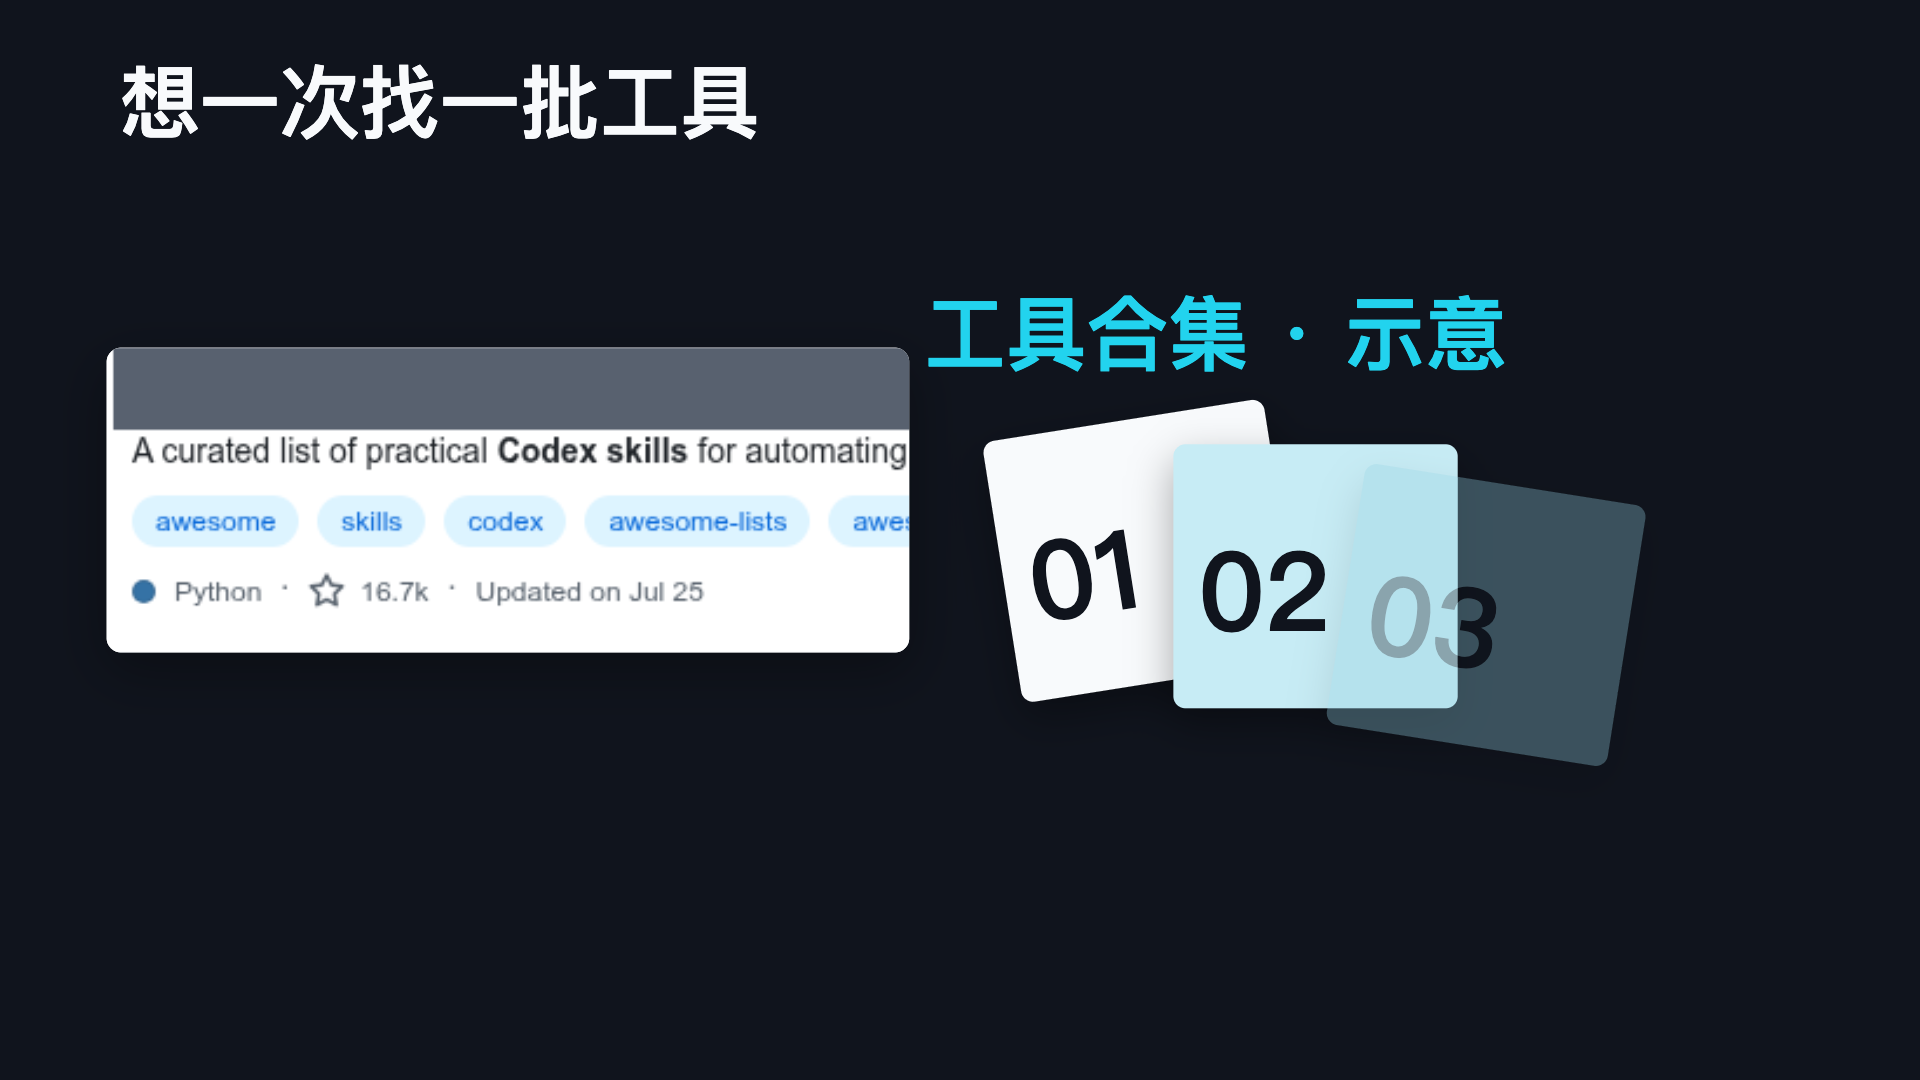 想一次找一批工具
工具合集 · 示意
A curated list of practical Codex skills for automating
awesome skills codex awesome-lists awes
Python · 16.7k · Updated on Jul 25
01
02
03